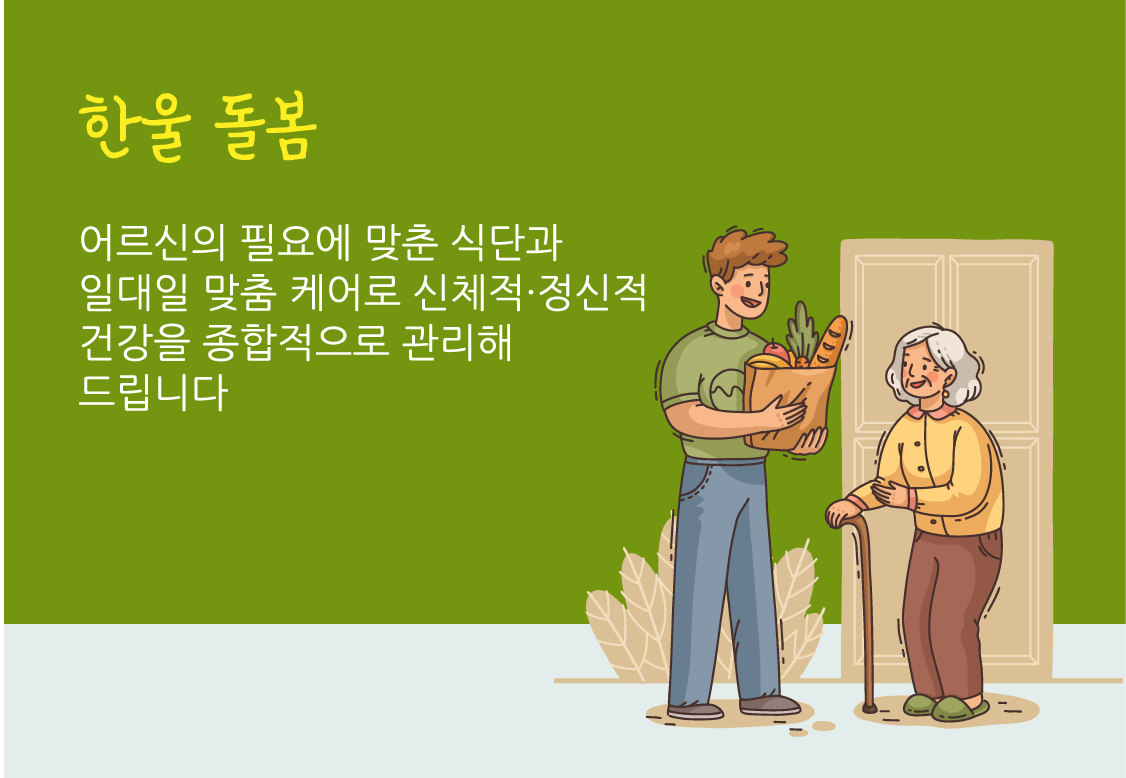 한울 돌봄
어르신의 필요에 맞춘 식단과
일대일 맞춤 케어로 신체적·정신적
건강을 종합적으로 관리해
드립니다